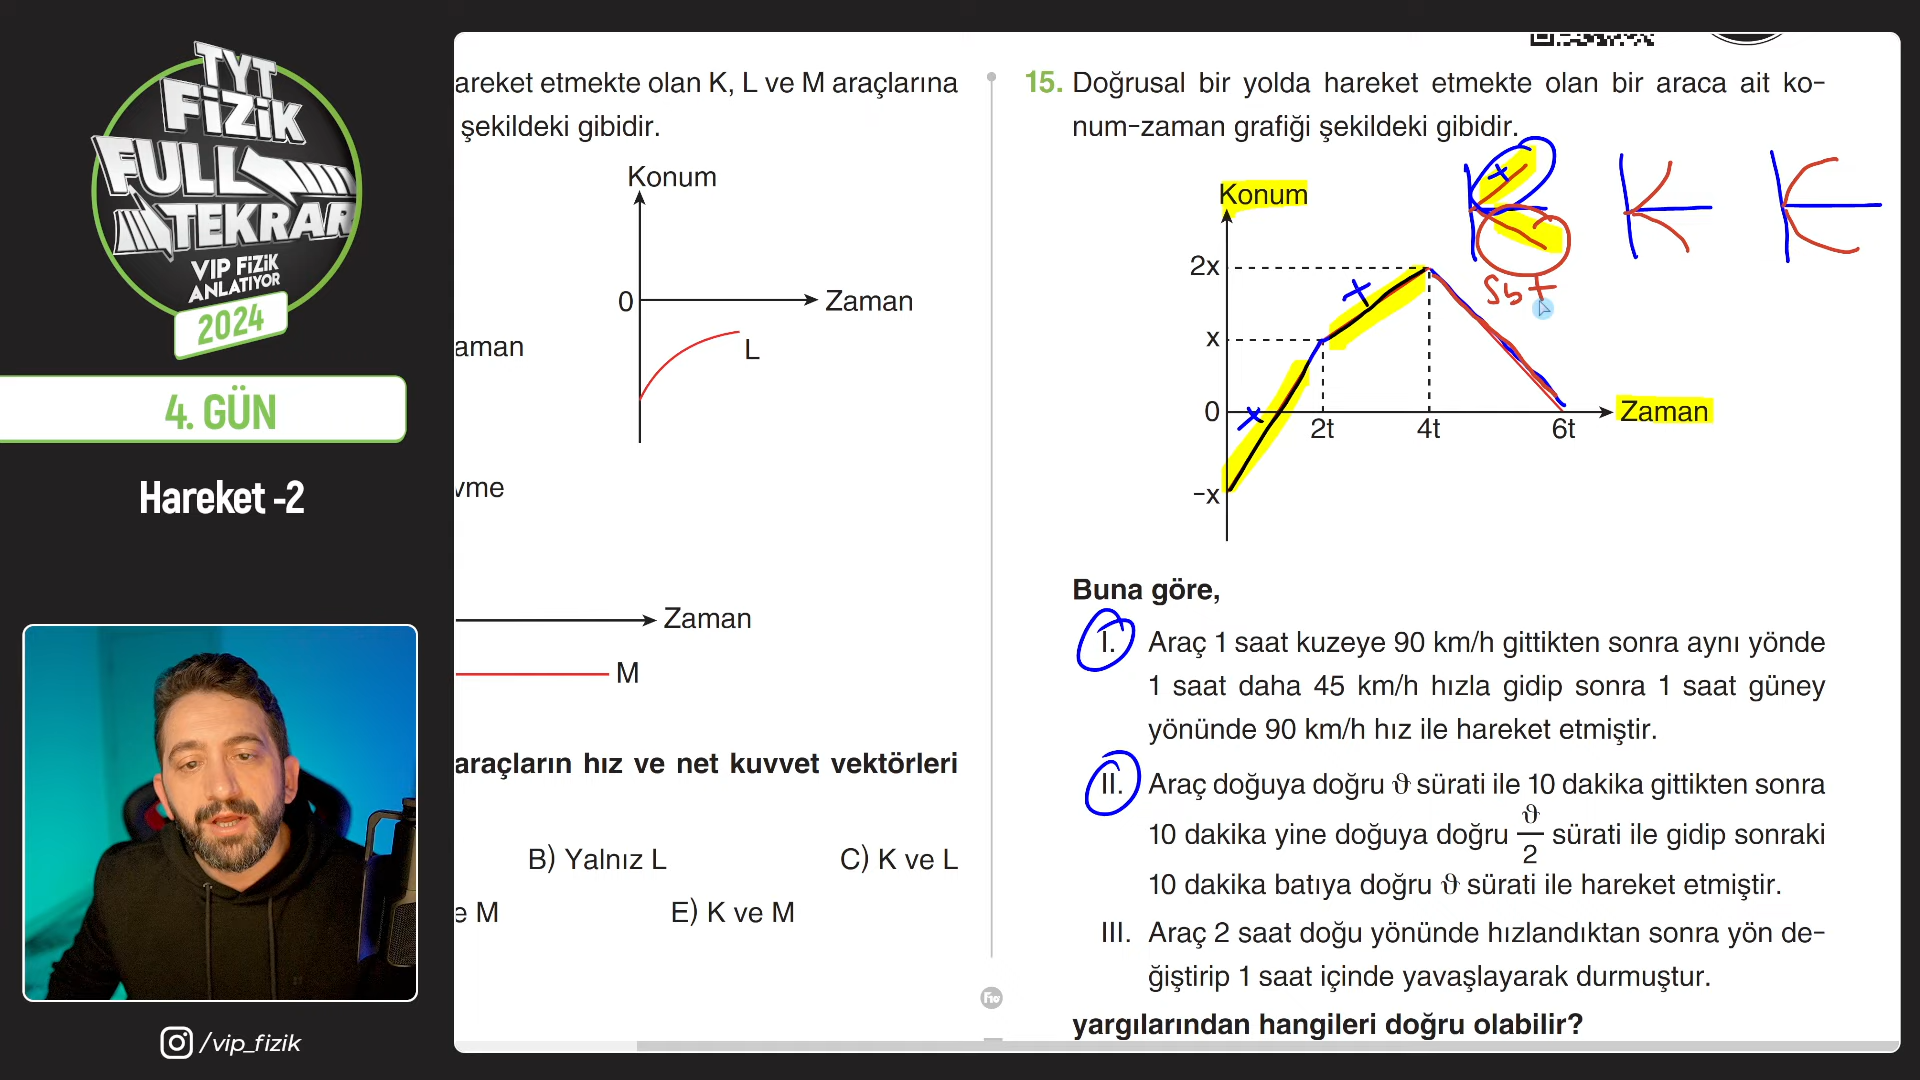 TYT
FİZİK
FULL
TEKRAR
VIP FİZİK
ANLATIYOR
2024
4. GÜN
Hareket -2
/vip_fizik
areket etmekte olan K, L ve M araçlarına
şekildeki gibidir.
Konum
0
Zaman
L
aman
vme
Zaman
M
araçların hız ve net kuvvet vektörleri
B) Yalnız L
C) K ve L
e M
E) K ve M
15. Doğrusal bir yolda hareket etmekte olan bir araca ait ko-
num-zaman grafiği şekildeki gibidir.
Konum
2x
x
0
-x
2t
4t
6t
Zaman
+
+
+
Sbt
Buna göre,
I. Araç 1 saat kuzeye 90 km/h gittikten sonra aynı yönde
1 saat daha 45 km/h hızla gidip sonra 1 saat güney
yönünde 90 km/h hız ile hareket etmiştir.
II. Araç doğuya doğru ϑ sürati ile 10 dakika gittikten sonra
10 dakika yine doğuya doğru ϑ/2 sürati ile gidip sonraki
10 dakika batıya doğru ϑ sürati ile hareket etmiştir.
III. Araç 2 saat doğu yönünde hızlandıktan sonra yön de-
ğiştirip 1 saat içinde yavaşlayarak durmuştur.
yargılarından hangileri doğru olabilir?